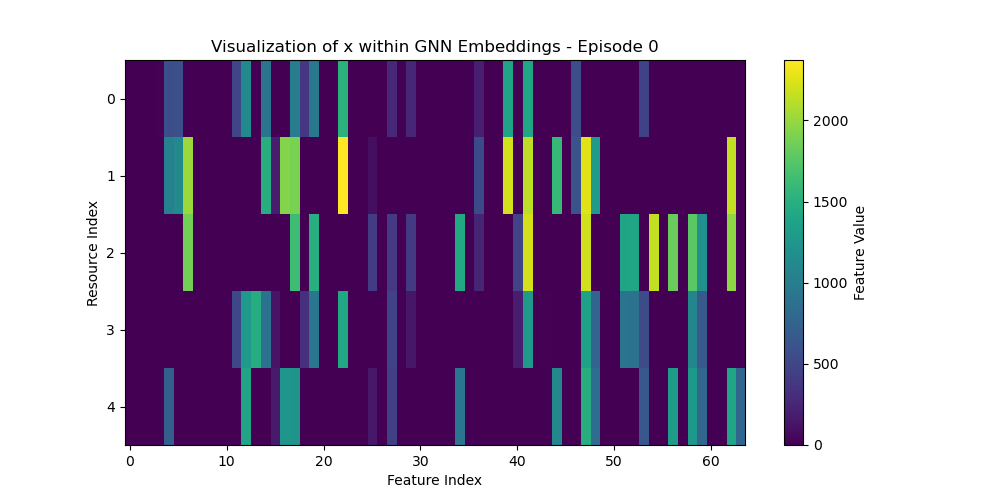 Visualization of x within GNN Embeddings - Episode 0
0
1
2
3
4
Resource Index
0 10 20 30 40 50 60
Feature Index
2000
1500
1000
500
0
Feature Value